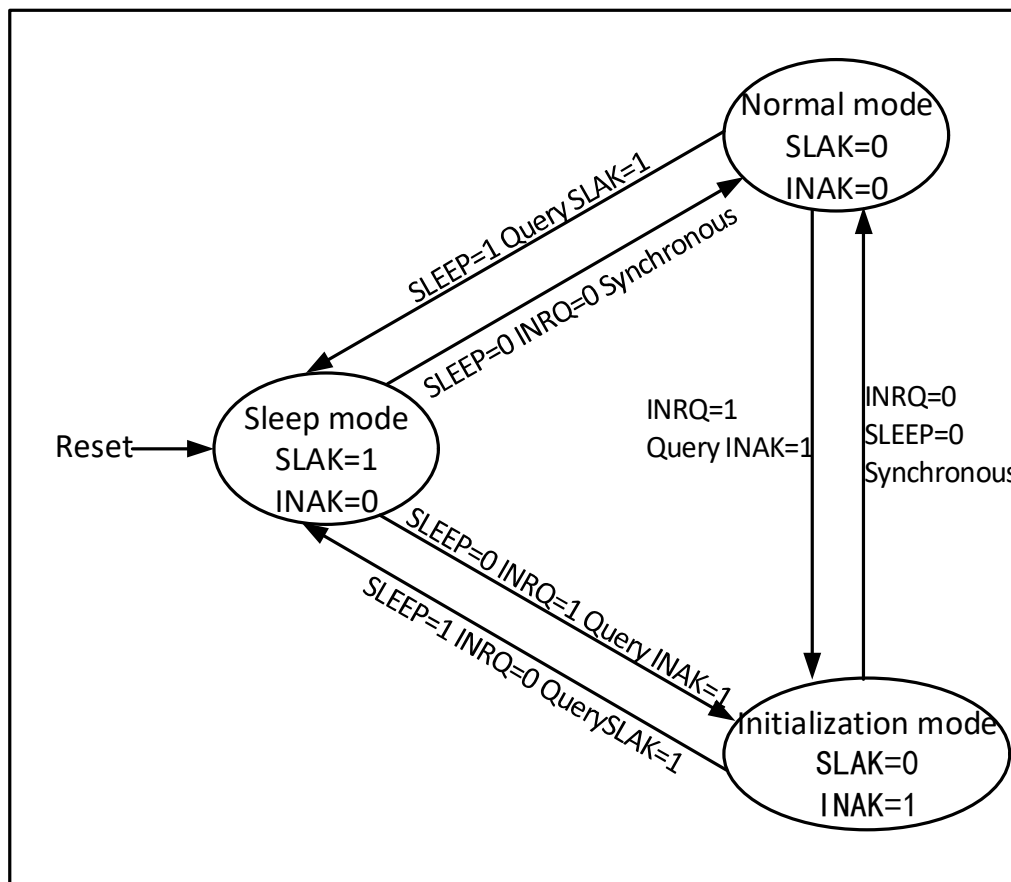 Normal mode
SLAK=0
INAK=0
SLEEP=1 Query SLAK=1
SLEEP=0 INRQ=0 Synchronous
Reset
Sleep mode
SLAK=1
INAK=0
INRQ=1
Query INAK=1
INRQ=0
SLEEP=0
Synchronous
SLEEP=0 INRQ=1 Query INAK=1
SLEEP=1 INRQ=0 QuerySLAK=1
Initialization mode
SLAK=0
INAK=1